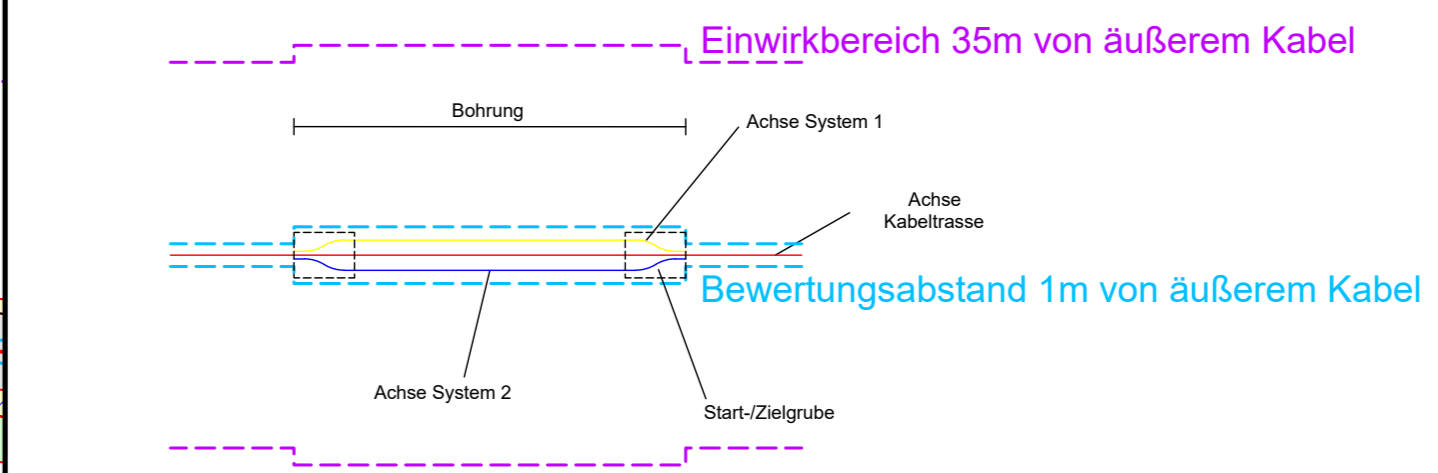 Einwirkbereich 35m von äußerem Kabel
Bohrung
Achse System 1
Achse
Kabeltrasse
Bewertungsabstand 1m von äußerem Kabel
Achse System 2
Start-/Zielgrube